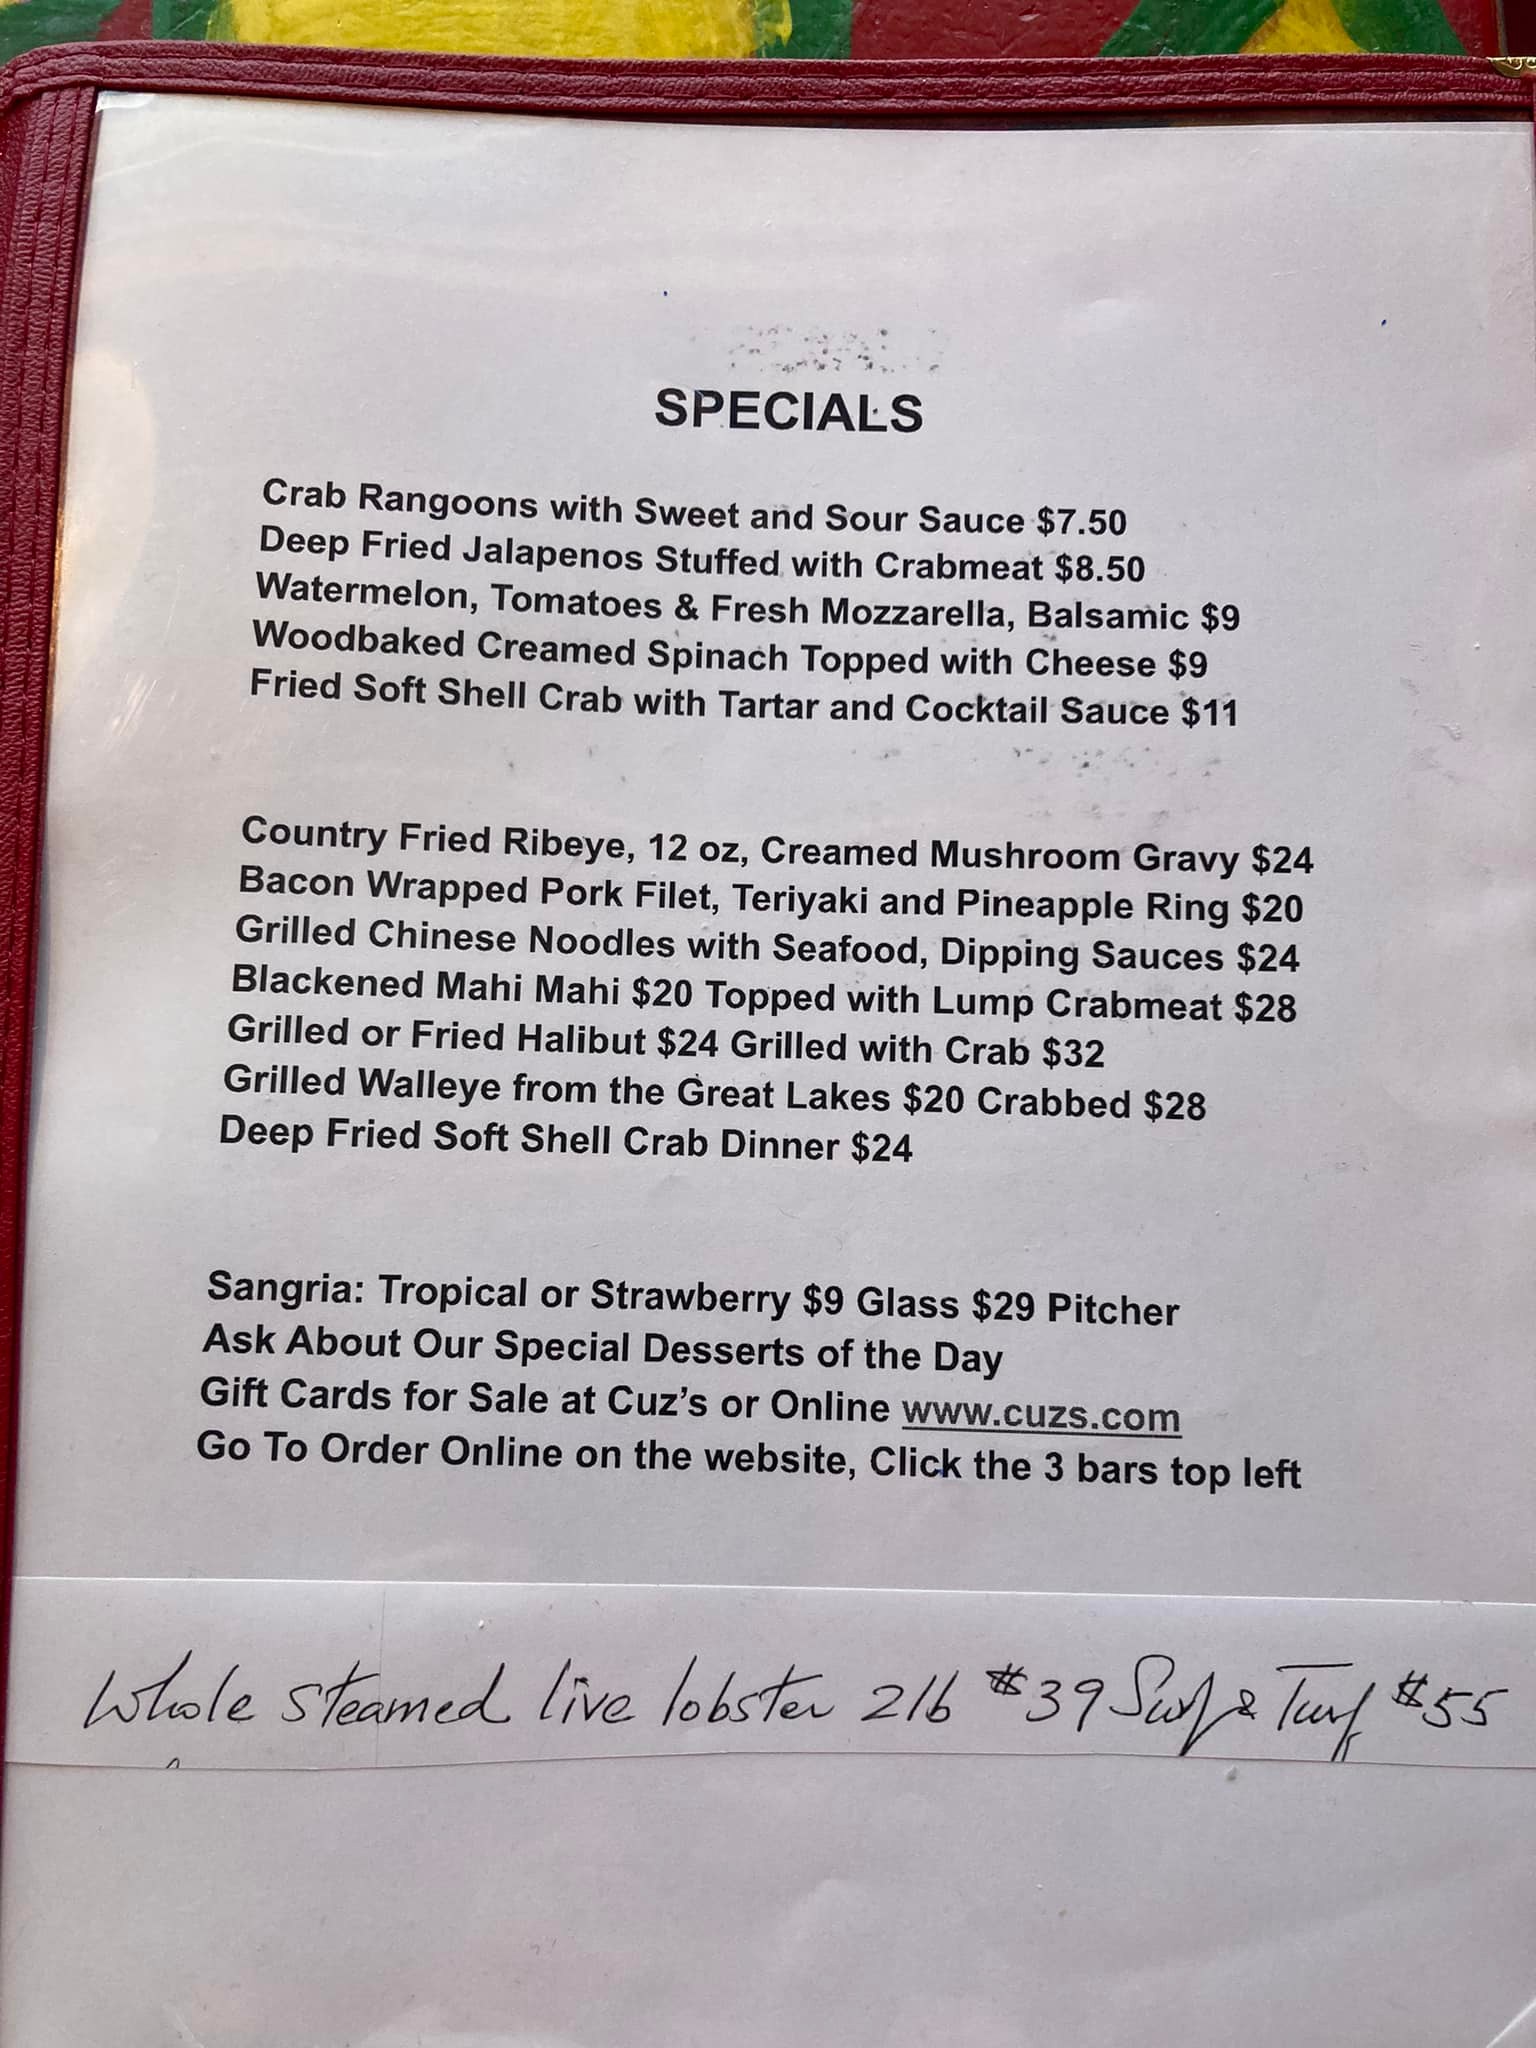 SPECIALS
Crab Rangoons with Sweet and Sour Sauce $7.50
Deep Fried Jalapenos Stuffed with Crabmeat $8.50
Watermelon, Tomatoes & Fresh Mozzarella, Balsamic $9
Woodbaked Creamed Spinach Topped with Cheese $9
Fried Soft Shell Crab with Tartar and Cocktail Sauce $11
Country Fried Ribeye, 12 oz, Creamed Mushroom Gravy $24
Bacon Wrapped Pork Filet, Teriyaki and Pineapple Ring $20
Grilled Chinese Noodles with Seafood, Dipping Sauces $24
Blackened Mahi Mahi $20 Topped with Lump Crabmeat $28
Grilled or Fried Halibut $24 Grilled with Crab $32
Grilled Walleye from the Great Lakes $20 Crabbed $28
Deep Fried Soft Shell Crab Dinner $24
Sangria: Tropical or Strawberry $9 Glass $29 Pitcher
Ask About Our Special Desserts of the Day
Gift Cards for Sale at Cuz's or Online www.cuzs.com
Go To Order Online on the website, Click the 3 bars top left
Whole steamed live lobster 2lb $39 Surf & Turf $55